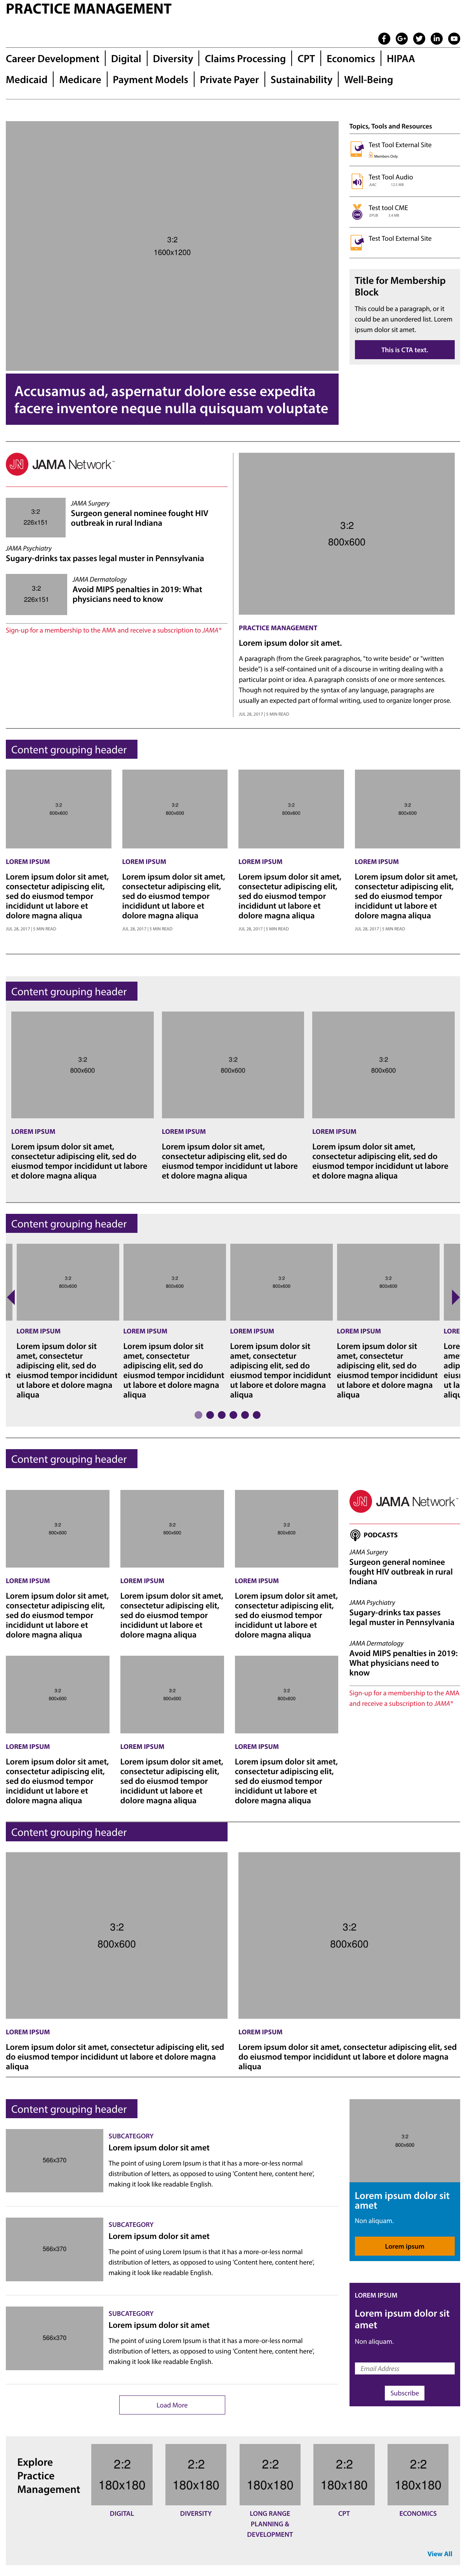 PRACTICE MANAGEMENT
Career Development | Digital | Diversity | Claims Processing | CPT | Economics | HIPAA
Medicaid | Medicare | Payment Models | Private Payer | Sustainability | Well-Being
3:2
1600x1200
Accusamus ad, aspernatur dolore esse expedita
facere inventore neque nulla quisquam voluptate
Topics, Tools and Resources
Test Tool External Site
Members Only
Test Tool Audio
.AAC 12.5 MB
Test tool CME
.EPUB 3.4 MB
Test Tool External Site
Title for Membership
Block
This could be a paragraph, or it
could be an unordered list. Lorem
ipsum dolor sit amet.
This is CTA text.
JN JAMA Network™
3:2
226x151
JAMA Surgery
Surgeon general nominee fought HIV
outbreak in rural Indiana
JAMA Psychiatry
Sugary-drinks tax passes legal muster in Pennsylvania
3:2
226x151
JAMA Dermatology
Avoid MIPS penalties in 2019: What
physicians need to know
Sign-up for a membership to the AMA and receive a subscription to JAMA®
3:2
800x600
PRACTICE MANAGEMENT
Lorem ipsum dolor sit amet.
A paragraph (from the Greek paragraphos, "to write beside" or "written
beside") is a self-contained unit of a discourse in writing dealing with a
particular point or idea. A paragraph consists of one or more sentences.
Though not required by the syntax of any language, paragraphs are
usually an expected part of formal writing, used to organize longer prose.
JUL 28, 2017 | 5 MIN READ
Content grouping header
3:2 3:2 3:2 3:2
800x600 800x600 800x600 800x600
LOREM IPSUM LOREM IPSUM LOREM IPSUM LOREM IPSUM
Lorem ipsum dolor sit amet, Lorem ipsum dolor sit amet, Lorem ipsum dolor sit amet, Lorem ipsum dolor sit amet,
consectetur adipiscing elit, consectetur adipiscing elit, consectetur adipiscing elit, consectetur adipiscing elit,
sed do eiusmod tempor sed do eiusmod tempor sed do eiusmod tempor sed do eiusmod tempor
incididunt ut labore et incididunt ut labore et incididunt ut labore et incididunt ut labore et
dolore magna aliqua dolore magna aliqua dolore magna aliqua dolore magna aliqua
JUL 28, 2017 | 5 MIN READ JUL 28, 2017 | 5 MIN READ JUL 28, 2017 | 5 MIN READ JUL 28, 2017 | 5 MIN READ
Content grouping header
3:2 3:2 3:2
800x600 800x600 800x600
LOREM IPSUM LOREM IPSUM LOREM IPSUM
Lorem ipsum dolor sit amet, Lorem ipsum dolor sit amet, Lorem ipsum dolor sit amet,
consectetur adipiscing elit, sed do consectetur adipiscing elit, sed do consectetur adipiscing elit, sed do
eiusmod tempor incididunt ut labore eiusmod tempor incididunt ut labore eiusmod tempor incididunt ut labore
et dolore magna aliqua et dolore magna aliqua et dolore magna aliqua
Content grouping header
3:2 3:2 3:2 3:2
800x600 800x600 800x600 800x600
LOREM IPSUM LOREM IPSUM LOREM IPSUM LOREM IPSUM LORE
Lorem ipsum dolor sit Lorem ipsum dolor sit Lorem ipsum dolor sit Lorem ipsum dolor sit Lore
amet, consectetur amet, consectetur amet, consectetur amet, consectetur ame
adipiscing elit, sed do adipiscing elit, sed do adipiscing elit, sed do adipiscing elit, sed do adip
nt eiusmod tempor incididunt eiusmod tempor incididunt eiusmod tempor incididunt eiusmod tempor incididunt eius
ut labore et dolore magna ut labore et dolore magna ut labore et dolore magna ut labore et dolore magna ut la
aliqua aliqua aliqua aliqua aliqu
Content grouping header
3:2 3:2 3:2
800x600 800x600 800x600
LOREM IPSUM LOREM IPSUM LOREM IPSUM
Lorem ipsum dolor sit amet, Lorem ipsum dolor sit amet, Lorem ipsum dolor sit amet,
consectetur adipiscing elit, consectetur adipiscing elit, consectetur adipiscing elit,
sed do eiusmod tempor sed do eiusmod tempor sed do eiusmod tempor
incididunt ut labore et incididunt ut labore et incididunt ut labore et
dolore magna aliqua dolore magna aliqua dolore magna aliqua
3:2 3:2 3:2
800x600 800x600 800x600
LOREM IPSUM LOREM IPSUM LOREM IPSUM
Lorem ipsum dolor sit amet, Lorem ipsum dolor sit amet, Lorem ipsum dolor sit amet,
consectetur adipiscing elit, consectetur adipiscing elit, consectetur adipiscing elit,
sed do eiusmod tempor sed do eiusmod tempor sed do eiusmod tempor
incididunt ut labore et incididunt ut labore et incididunt ut labore et
dolore magna aliqua dolore magna aliqua dolore magna aliqua
JN JAMA Network™
PODCASTS
JAMA Surgery
Surgeon general nominee
fought HIV outbreak in rural
Indiana
JAMA Psychiatry
Sugary-drinks tax passes
legal muster in Pennsylvania
JAMA Dermatology
Avoid MIPS penalties in 2019:
What physicians need to
know
Sign-up for a membership to the AMA
and receive a subscription to JAMA®
Content grouping header
3:2 3:2
800x600 800x600
LOREM IPSUM LOREM IPSUM
Lorem ipsum dolor sit amet, consectetur adipiscing elit, sed Lorem ipsum dolor sit amet, consectetur adipiscing elit, sed
do eiusmod tempor incididunt ut labore et dolore magna do eiusmod tempor incididunt ut labore et dolore magna
aliqua aliqua
Content grouping header
566x370
SUBCATEGORY
Lorem ipsum dolor sit amet
The point of using Lorem Ipsum is that it has a more-or-less normal
distribution of letters, as opposed to using 'Content here, content here',
making it look like readable English.
566x370
SUBCATEGORY
Lorem ipsum dolor sit amet
The point of using Lorem Ipsum is that it has a more-or-less normal
distribution of letters, as opposed to using 'Content here, content here',
making it look like readable English.
566x370
SUBCATEGORY
Lorem ipsum dolor sit amet
The point of using Lorem Ipsum is that it has a more-or-less normal
distribution of letters, as opposed to using 'Content here, content here',
making it look like readable English.
Load More
3:2
800x600
Lorem ipsum dolor sit
amet
Non aliquam.
Lorem ipsum
LOREM IPSUM
Lorem ipsum dolor sit
amet
Non aliquam.
Email Address
Subscribe
Explore
Practice
Management
2:2 2:2 2:2 2:2 2:2
180x180 180x180 180x180 180x180 180x180
DIGITAL DIVERSITY LONG RANGE CPT ECONOMICS
PLANNING &
DEVELOPMENT
View All